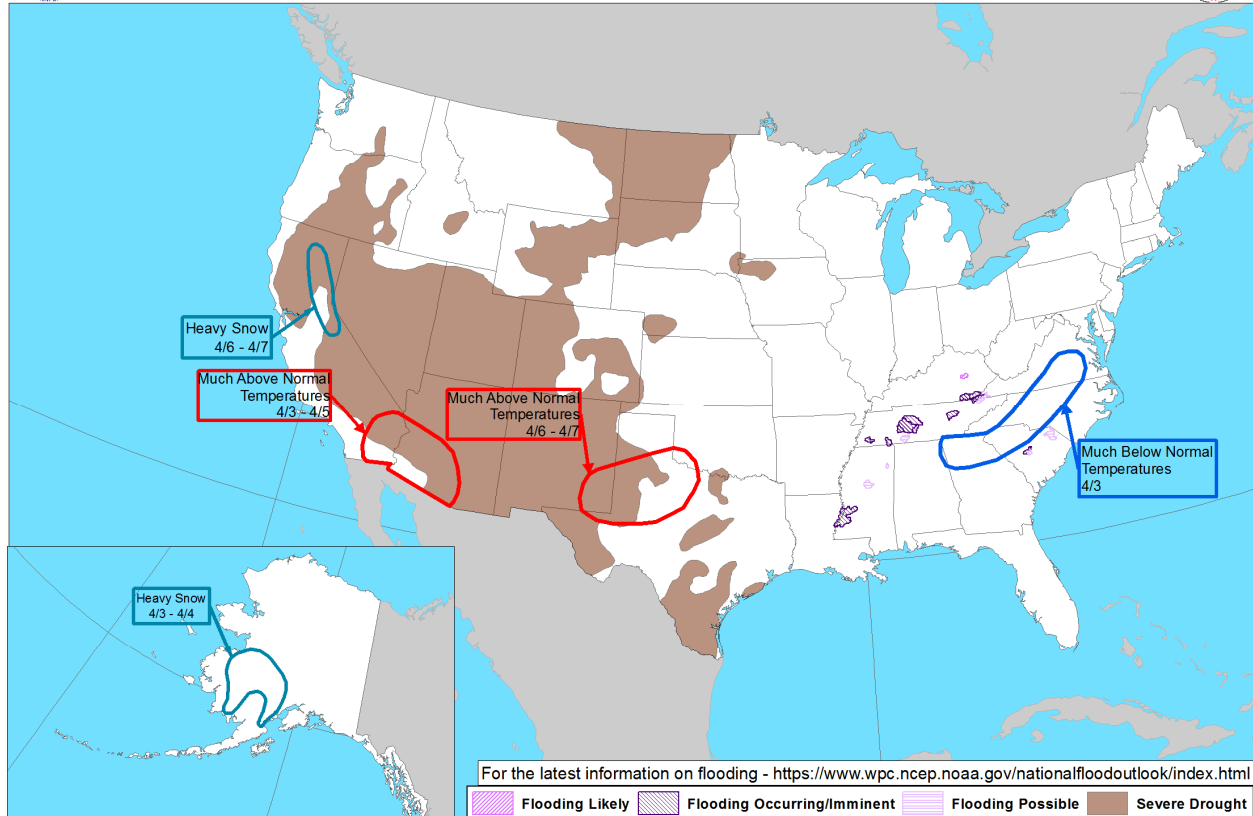 Heavy Snow
4/6 - 4/7
Much Above Normal
Temperatures
4/3 - 4/5
Much Above Normal
Temperatures
4/6 - 4/7
Much Below Normal
Temperatures
4/3
Heavy Snow
4/3 - 4/4
For the latest information on flooding - https://www.wpc.ncep.noaa.gov/nationalfloodoutlook/index.html
Flooding Likely
Flooding Occurring/Imminent
Flooding Possible
Severe Drought